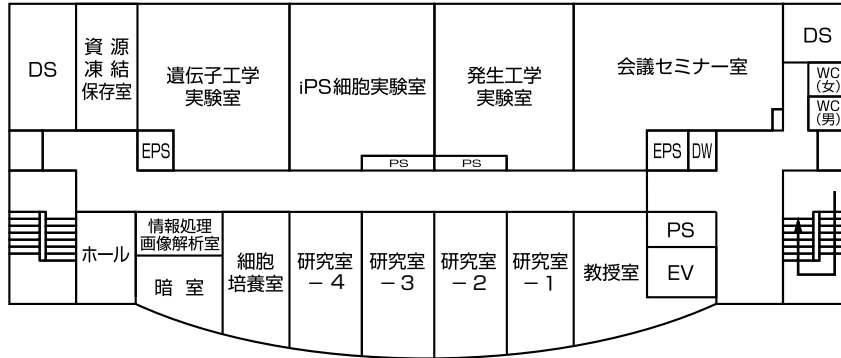 DS
資 源
凍 結
保存室
遺伝子工学
実験室
iPS細胞実験室
発生工学
実験室
会議セミナー室
DS
WC
(女)
WC
(男)
EPS
PS
PS
EPS
DW
ホール
情報処理
画像解析室
暗 室
細胞
培養室
研究室
－4
研究室
－3
研究室
－2
研究室
－1
教授室
PS
EV